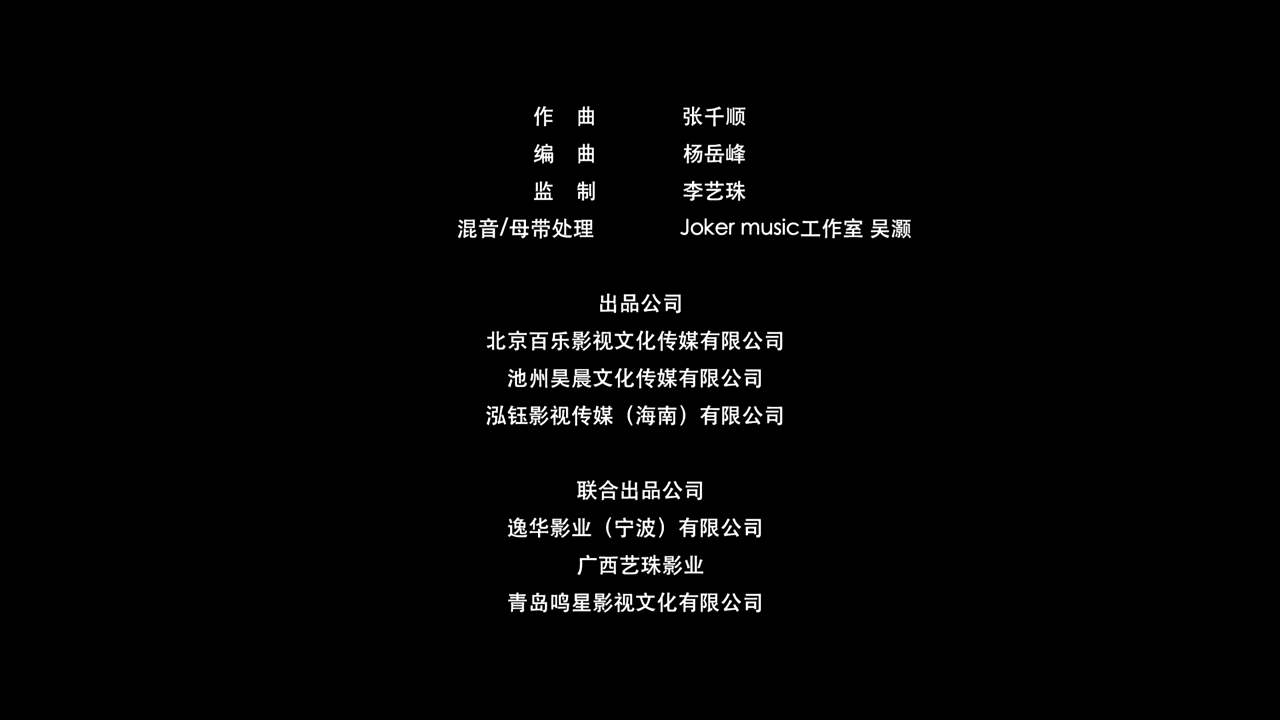 作 曲 张千顺
编 曲 杨岳峰
监 制 李艺珠
混音/母带处理 Joker music工作室 吴灏
出品公司
北京百乐影视文化传媒有限公司
池州昊晨文化传媒有限公司
泓钰影视传媒（海南）有限公司
联合出品公司
逸华影业（宁波）有限公司
广西艺珠影业
青岛鸣星影视文化有限公司